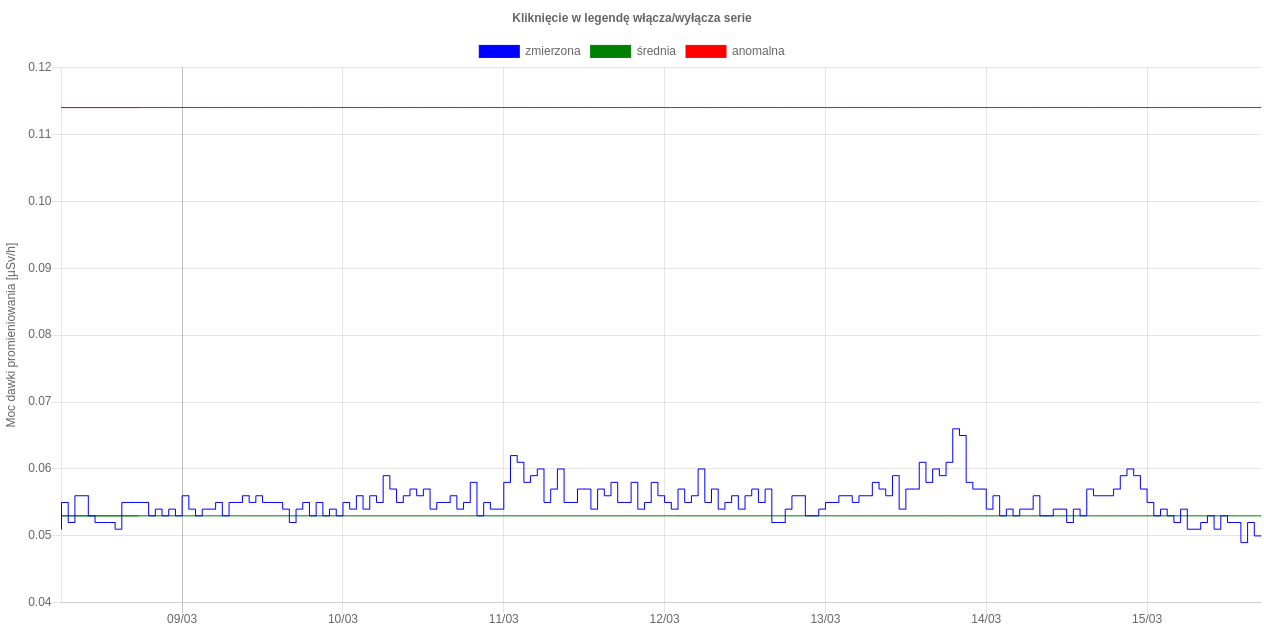 Kliknięcie w legendę włącza/wyłącza serie
zmierzona średnia anomalna
Moc dawki promieniowania [µSv/h]
0.12
0.11
0.10
0.09
0.08
0.07
0.06
0.05
0.04
09/03 10/03 11/03 12/03 13/03 14/03 15/03